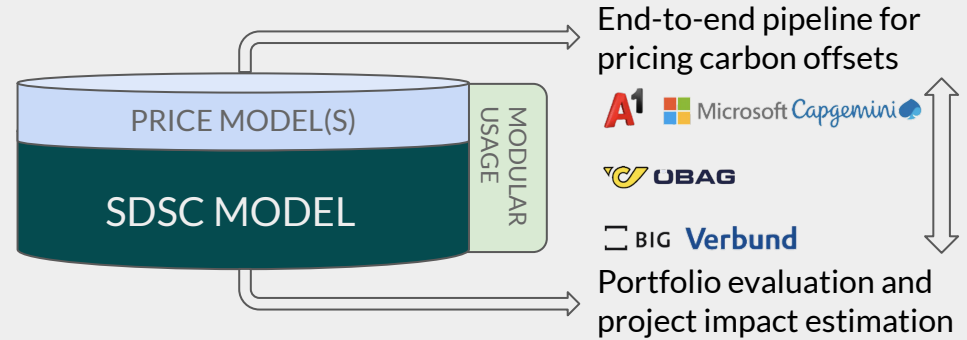 End-to-end pipeline for
pricing carbon offsets
PRICE MODEL(S)
SDSC MODEL
MODULAR
USAGE
A1 Microsoft Capgemini
ÖBAG
BIG Verbund
Portfolio evaluation and
project impact estimation